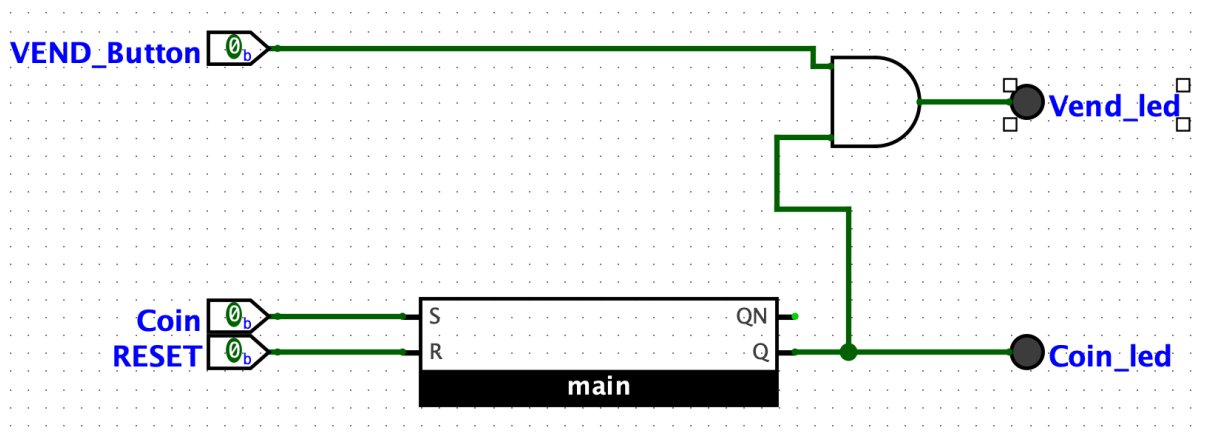 VEND_Button 0b
Vend_led
Coin 0b
S QN
RESET 0b
R Q
Coin_led
main